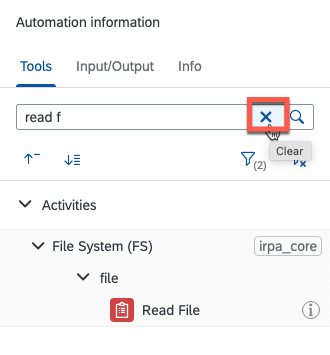 Automation information
Tools Input/Output Info
read f
Clear
(2)
Activities
File System (FS) irpa_core
file
Read File